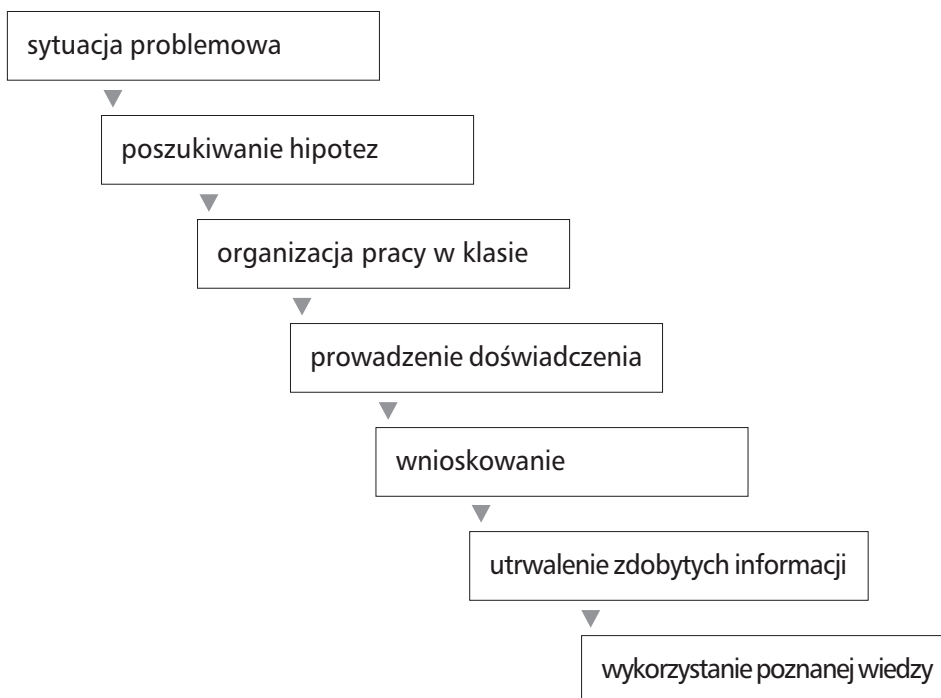 sytuacja problemowa
poszukiwanie hipotez
organizacja pracy w klasie
prowadzenie doświadczenia
wnioskowanie
utrwalenie zdobytych informacji
wykorzystanie poznanej wiedzy